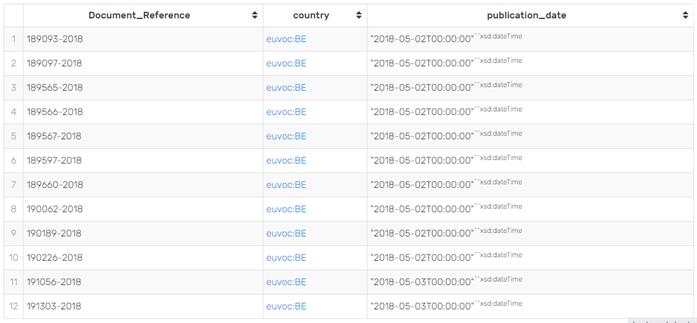 Document_Reference country publication_date
1 189093-2018 euvoc:BE "2018-05-02T00:00:00"^^xsd:dateTime
2 189097-2018 euvoc:BE "2018-05-02T00:00:00"^^xsd:dateTime
3 189565-2018 euvoc:BE "2018-05-02T00:00:00"^^xsd:dateTime
4 189566-2018 euvoc:BE "2018-05-02T00:00:00"^^xsd:dateTime
5 189567-2018 euvoc:BE "2018-05-02T00:00:00"^^xsd:dateTime
6 189597-2018 euvoc:BE "2018-05-02T00:00:00"^^xsd:dateTime
7 189660-2018 euvoc:BE "2018-05-02T00:00:00"^^xsd:dateTime
8 190062-2018 euvoc:BE "2018-05-02T00:00:00"^^xsd:dateTime
9 190189-2018 euvoc:BE "2018-05-02T00:00:00"^^xsd:dateTime
10 190226-2018 euvoc:BE "2018-05-02T00:00:00"^^xsd:dateTime
11 191056-2018 euvoc:BE "2018-05-03T00:00:00"^^xsd:dateTime
12 191303-2018 euvoc:BE "2018-05-03T00:00:00"^^xsd:dateTime